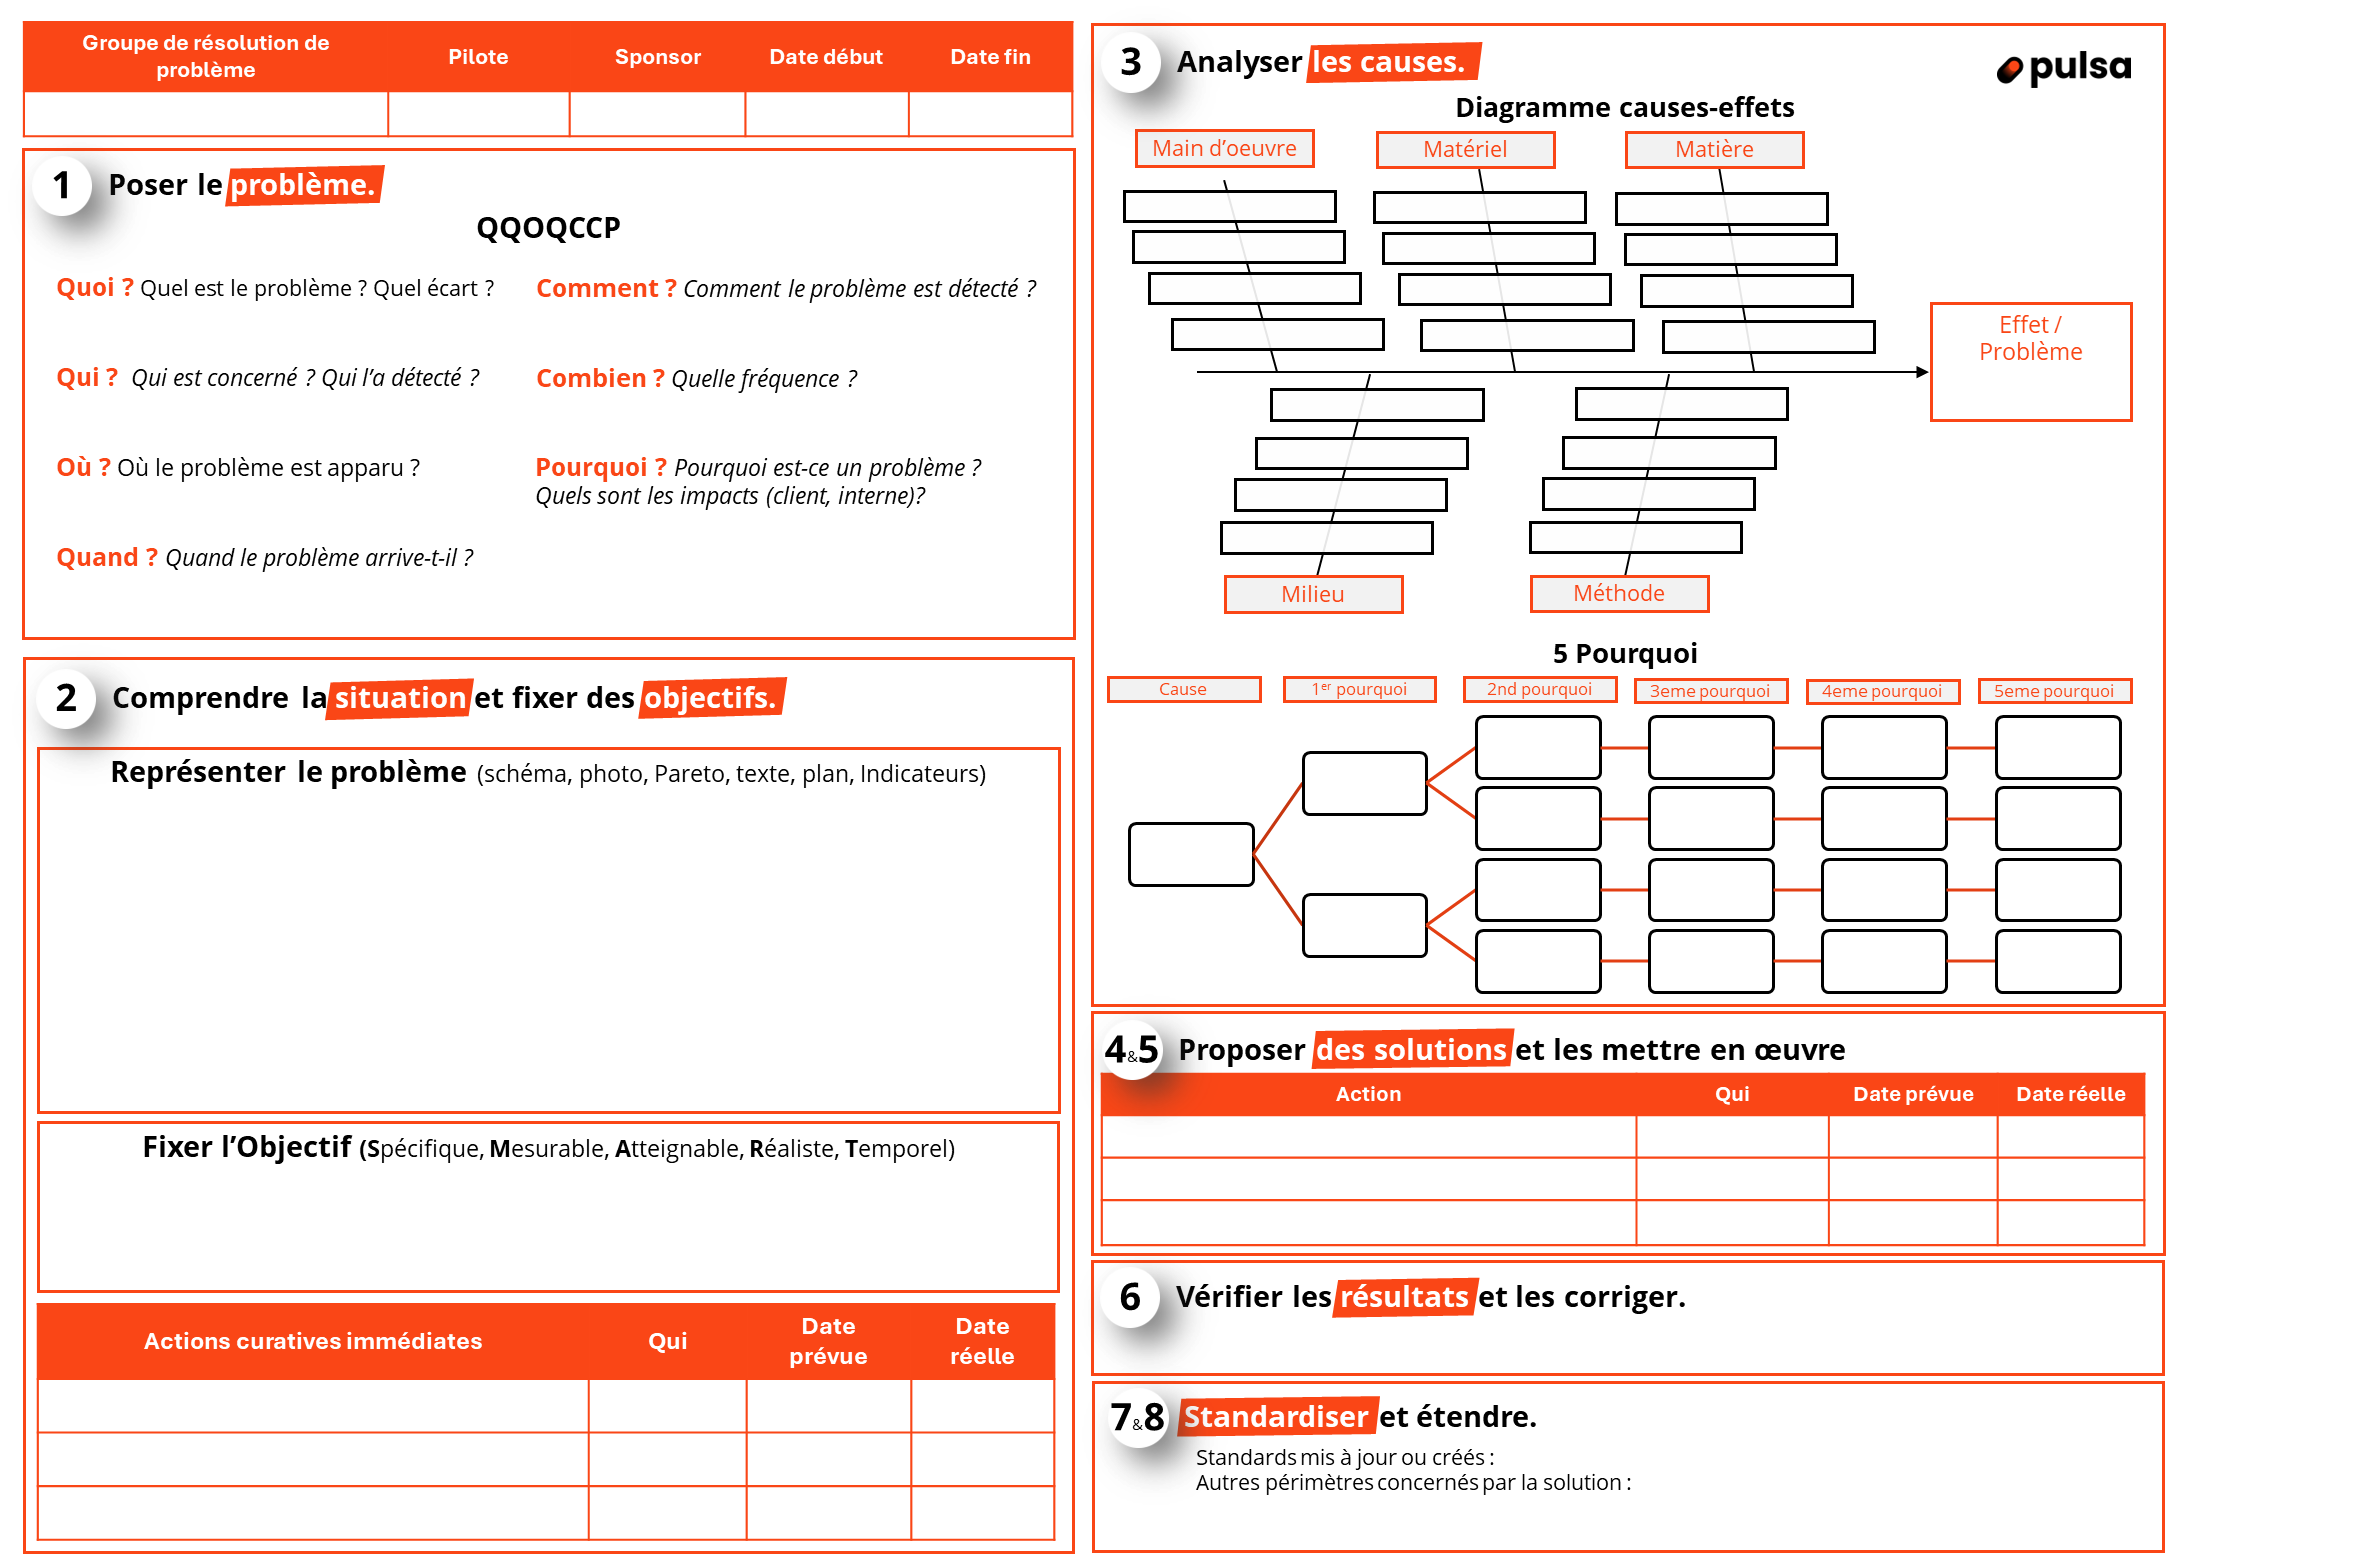 Groupe de résolution de
problème
Pilote
Sponsor
Date début
Date fin
1
Poser le problème.
QQOQCCP
Quoi ? Quel est le problème ? Quel écart ?
Comment ? Comment le problème est détecté ?
Qui ? Qui est concerné ? Qui l’a détecté ?
Combien ? Quelle fréquence ?
Où ? Où le problème est apparu ?
Pourquoi ? Pourquoi est-ce un problème ?
Quels sont les impacts (client, interne)?
Quand ? Quand le problème arrive-t-il ?
2
Comprendre la situation et fixer des objectifs.
Représenter le problème (schéma, photo, Pareto, texte, plan, Indicateurs)
Fixer l’Objectif (Spécifique, Mesurable, Atteignable, Réaliste, Temporel)
Actions curatives immédiates
Qui
Date
prévue
Date
réelle
3
Analyser les causes.
pulsa
Diagramme causes-effets
Main d’oeuvre
Matériel
Matière
Effet /
Problème
Milieu
Méthode
5 Pourquoi
Cause
1er pourquoi
2nd pourquoi
3eme pourquoi
4eme pourquoi
5eme pourquoi
4&5
Proposer des solutions et les mettre en œuvre
Action
Qui
Date prévue
Date réelle
6
Vérifier les résultats et les corriger.
7&8
Standardiser et étendre.
Standards mis à jour ou créés :
Autres périmètres concernés par la solution :